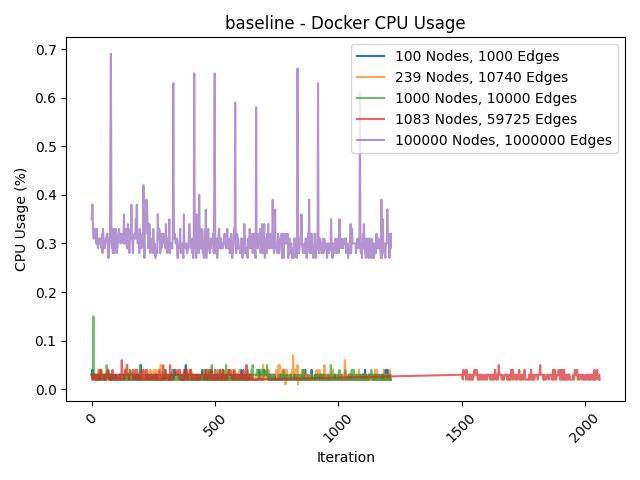 baseline - Docker CPU Usage
100 Nodes, 1000 Edges
239 Nodes, 10740 Edges
1000 Nodes, 10000 Edges
1083 Nodes, 59725 Edges
100000 Nodes, 1000000 Edges
CPU Usage (%)
0.7
0.6
0.5
0.4
0.3
0.2
0.1
0.0
0
500
1000
1500
2000
Iteration